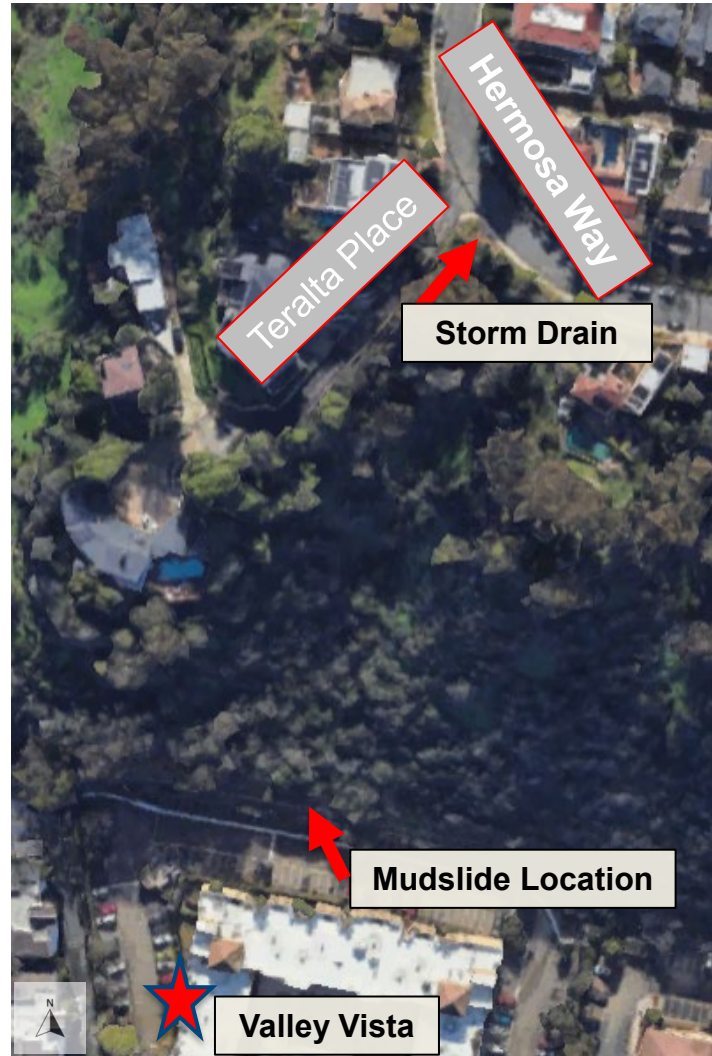 Hermosa Way
Teralta Place
Storm Drain
Mudslide Location
N
Valley Vista